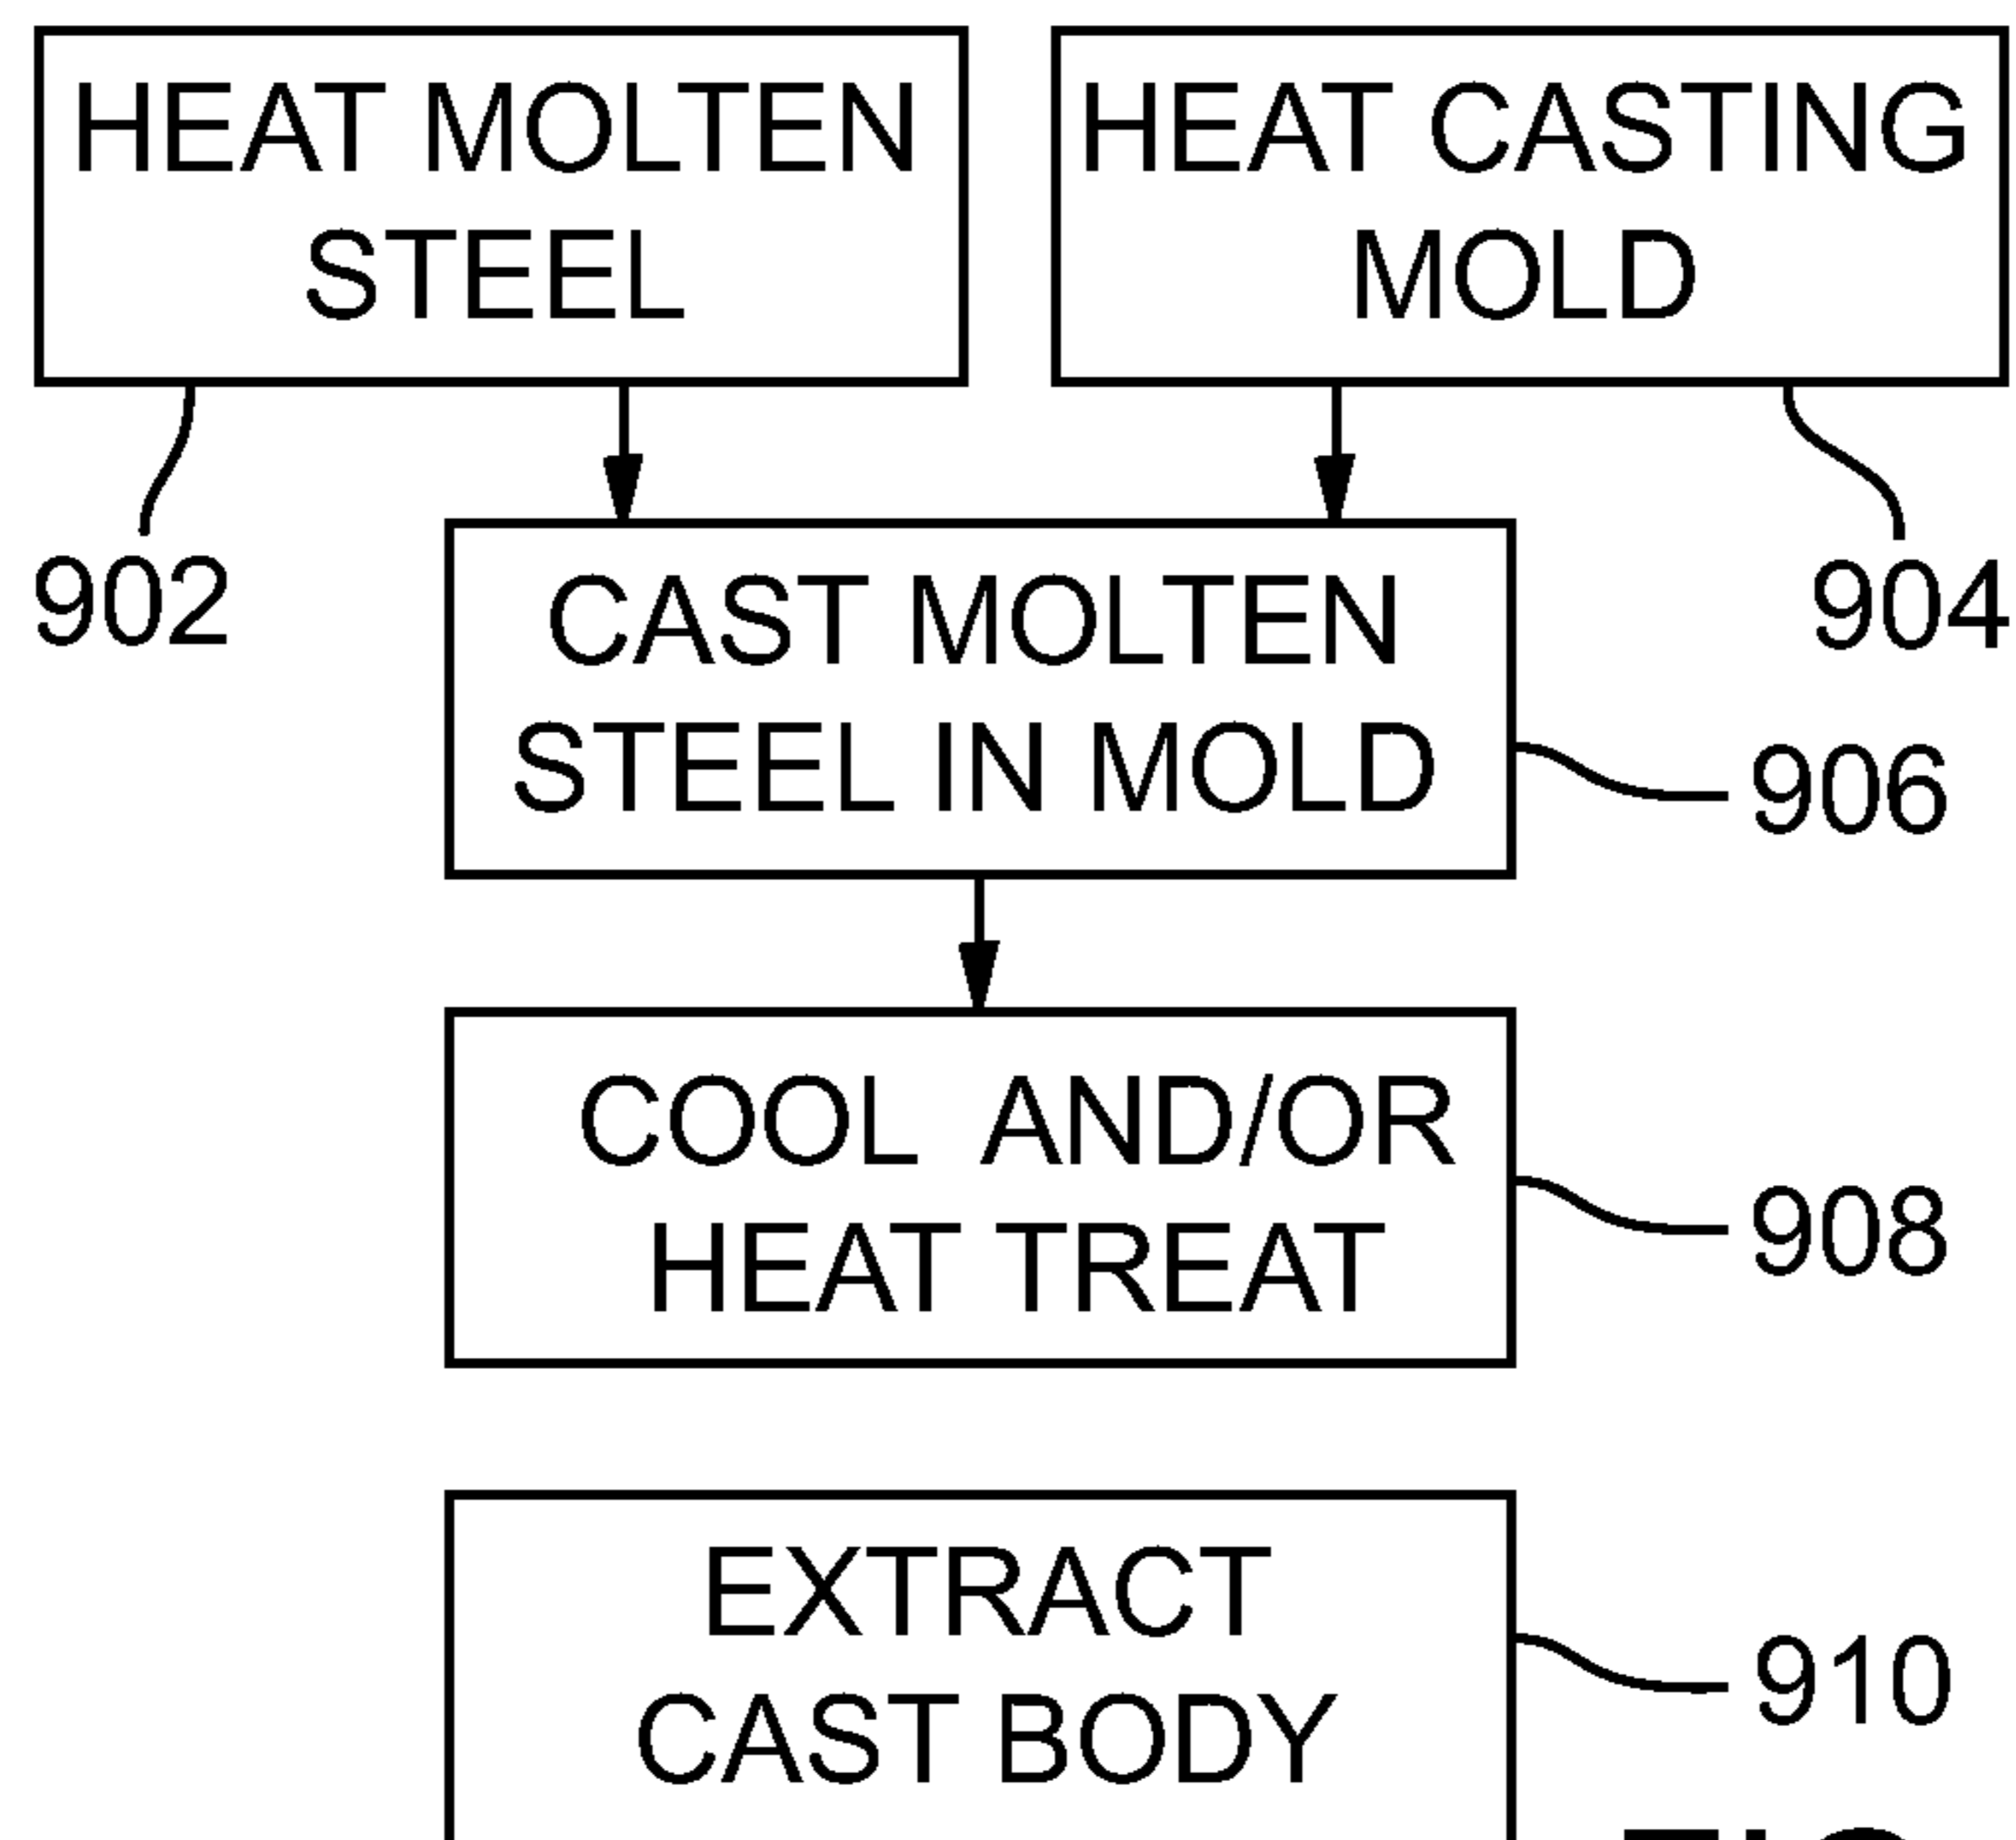 HEAT MOLTEN
STEEL
HEAT CASTING
MOLD
902
904
CAST MOLTEN
STEEL IN MOLD
906
COOL AND/OR
HEAT TREAT
908
EXTRACT
CAST BODY
910